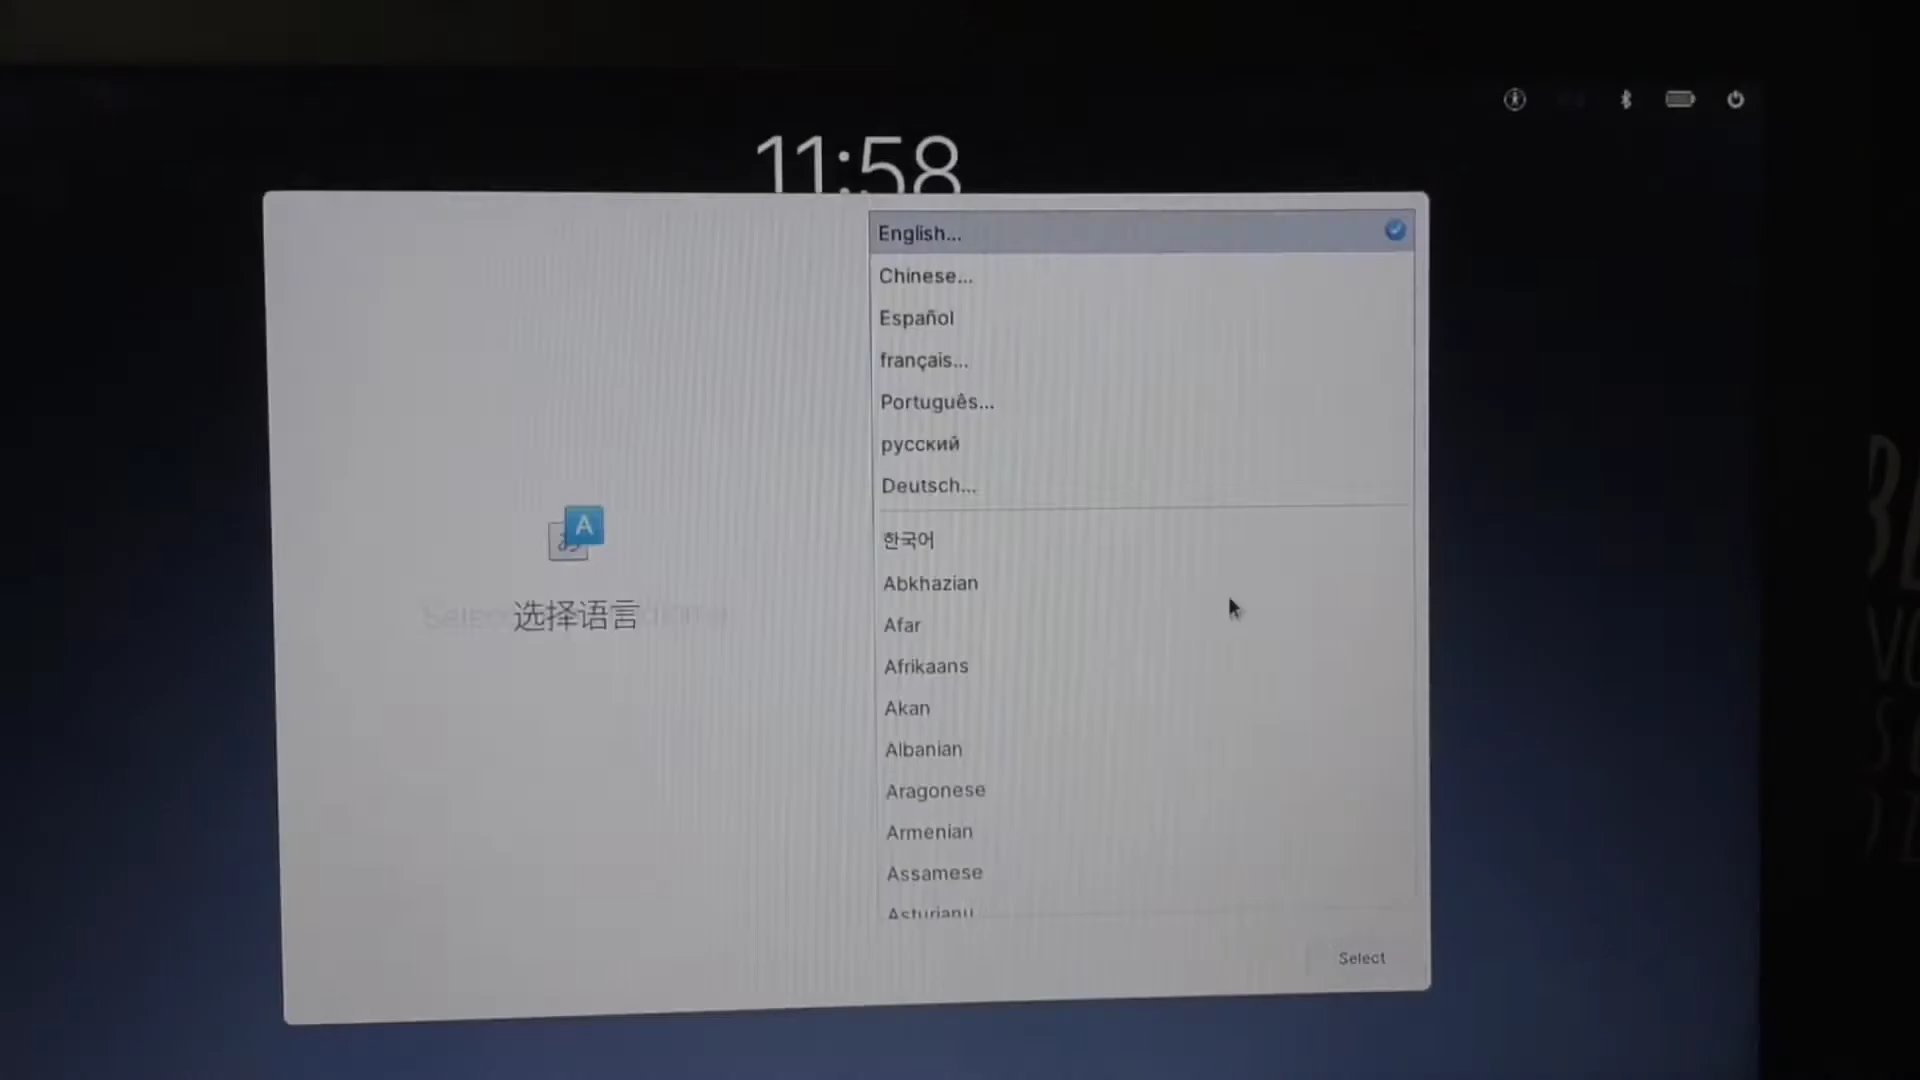 11:58
English...
Chinese...
Español
français...
Português...
русский
Deutsch...
한국어
Abkhazian
Afar
Afrikaans
Akan
Albanian
Aragonese
Armenian
Assamese
Asturianu
A
选择语言
Select